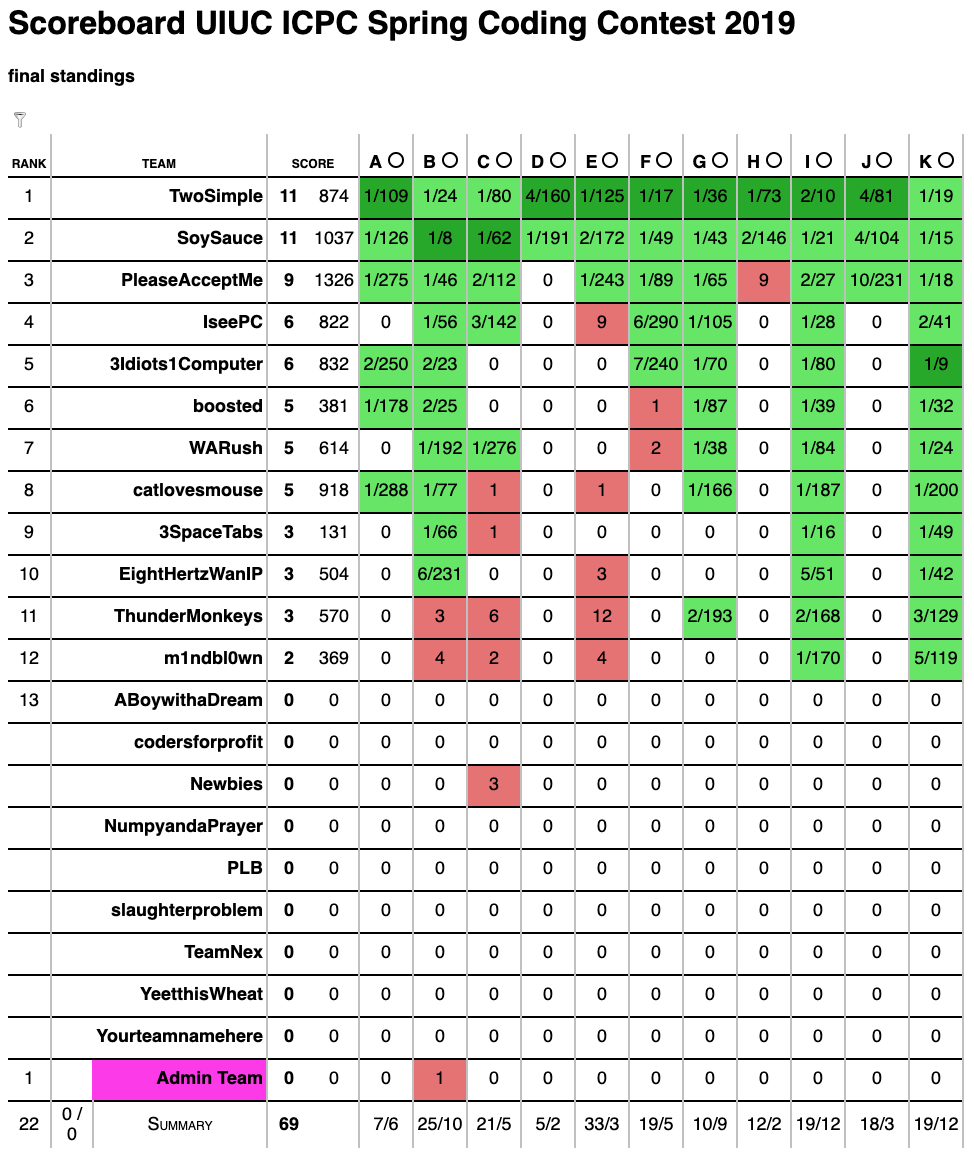 Scoreboard UIUC ICPC Spring Coding Contest 2019
final standings
RANK TEAM SCORE A B C D E F G H I J K
1 TwoSimple 11 874 1/109 1/24 1/80 4/160 1/125 1/17 1/36 1/73 2/10 4/81 1/19
2 SoySauce 11 1037 1/126 1/8 1/62 1/191 2/172 1/49 1/43 2/146 1/21 4/104 1/15
3 PleaseAcceptMe 9 1326 1/275 1/46 2/112 0 1/243 1/89 1/65 9 2/27 10/231 1/18
4 IseePC 6 822 0 1/56 3/142 0 9 6/290 1/105 0 1/28 0 2/41
5 3Idiots1Computer 6 832 2/250 2/23 0 0 0 7/240 1/70 0 1/80 0 1/9
6 boosted 5 381 1/178 2/25 0 0 0 1 1/87 0 1/39 0 1/32
7 WARush 5 614 0 1/192 1/276 0 0 2 1/38 0 1/84 0 1/24
8 catlovesmouse 5 918 1/288 1/77 1 0 1 0 1/166 0 1/187 0 1/200
9 3SpaceTabs 3 131 0 1/66 1 0 0 0 0 0 1/16 0 1/49
10 EightHertzWanIP 3 504 0 6/231 0 0 3 0 0 0 5/51 0 1/42
11 ThunderMonkeys 3 570 0 3 6 0 12 0 2/193 0 2/168 0 3/129
12 m1ndbl0wn 2 369 0 4 2 0 4 0 0 0 1/170 0 5/119
13 ABoywithaDream 0 0 0 0 0 0 0 0 0 0 0 0 0
codersforprofit 0 0 0 0 0 0 0 0 0 0 0 0 0
Newbies 0 0 0 0 3 0 0 0 0 0 0 0 0
NumpyandaPrayer 0 0 0 0 0 0 0 0 0 0 0 0 0
PLB 0 0 0 0 0 0 0 0 0 0 0 0 0
slaughterproblem 0 0 0 0 0 0 0 0 0 0 0 0 0
TeamNex 0 0 0 0 0 0 0 0 0 0 0 0 0
YeetthisWheat 0 0 0 0 0 0 0 0 0 0 0 0 0
Yourteamnamehere 0 0 0 0 0 0 0 0 0 0 0 0 0
1 Admin Team 0 0 0 1 0 0 0 0 0 0 0 0 0
22 0 / 0 SUMMARY 69 7/6 25/10 21/5 5/2 33/3 19/5 10/9 12/2 19/12 18/3 19/12